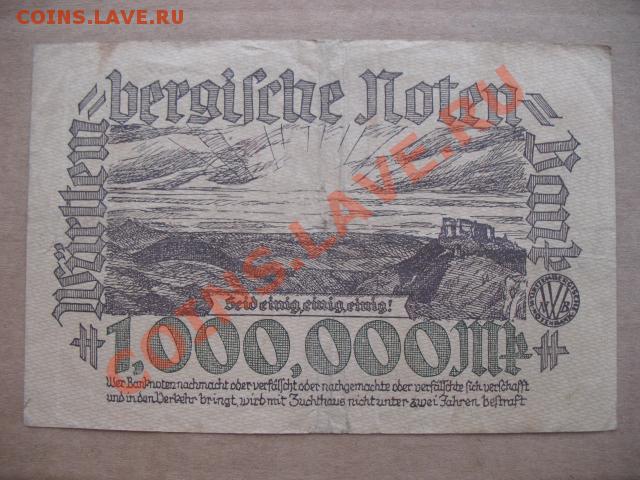 COINS.LAVE.RU
Württem=
bergische Noten=
Bank
COINS.LAVE.RU
Seid einig, einig, einig!
1,000,000 Mk
Wer Banknoten nachmacht oder verfälscht oder nachgemachte oder verfälschte sich verschafft
und in den Verkehr bringt, wird mit Zuchthaus nicht unter zwei Jahren bestraft